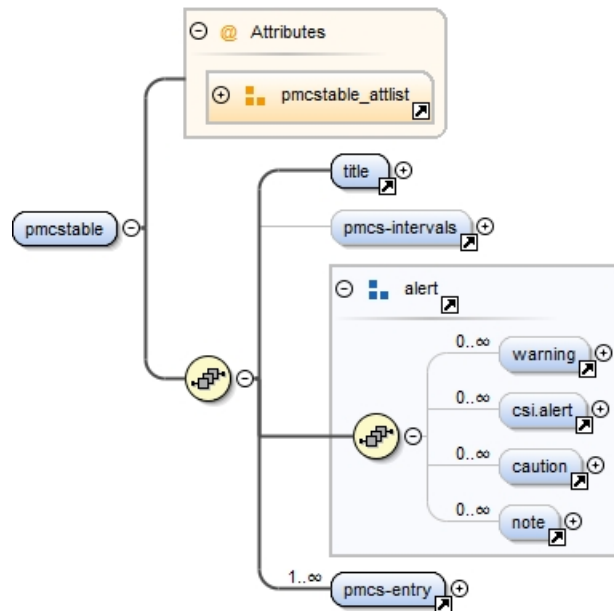 @ Attributes
pmcstable_attlist
title
pmcstable
pmcs-intervals
alert
0..∞
warning
0..∞
csi.alert
0..∞
caution
0..∞
note
1..∞
pmcs-entry